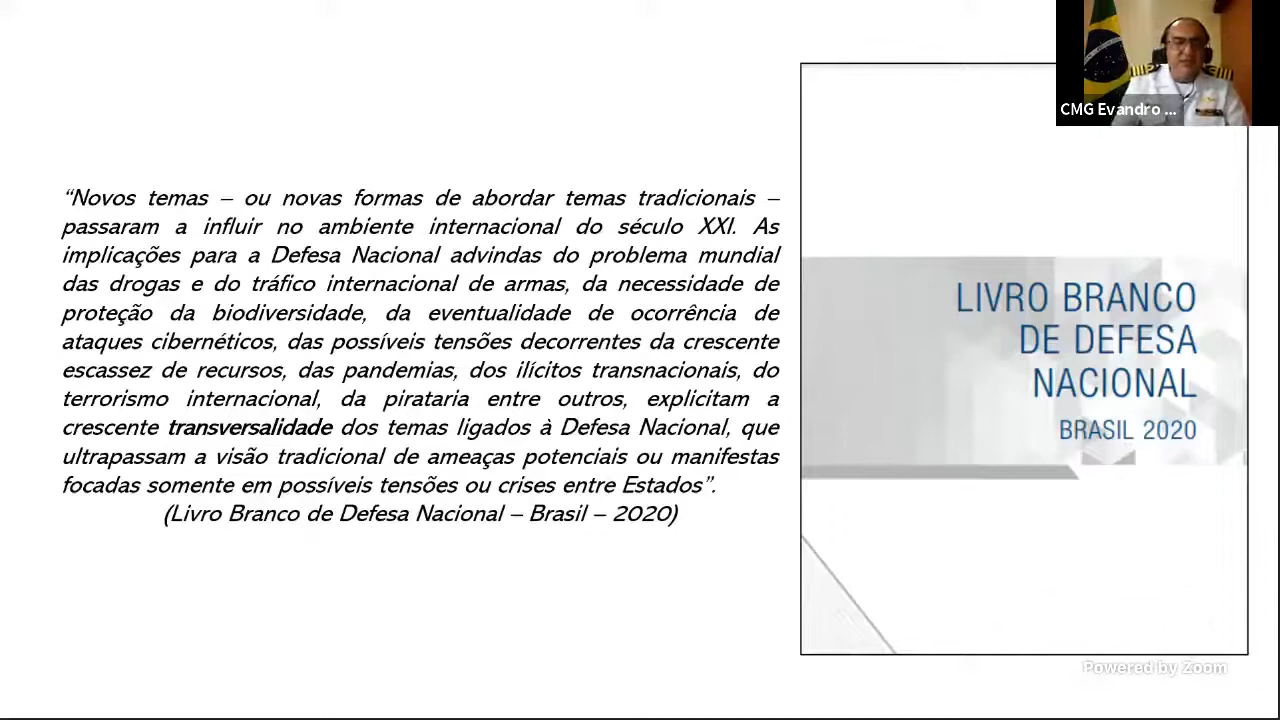 “Novos temas – ou novas formas de abordar temas tradicionais –
passaram a influir no ambiente internacional do século XXI. As
implicações para a Defesa Nacional advindas do problema mundial
das drogas e do tráfico internacional de armas, da necessidade de
proteção da biodiversidade, da eventualidade de ocorrência de
ataques cibernéticos, das possíveis tensões decorrentes da crescente
escassez de recursos, das pandemias, dos ilícitos transnacionais, do
terrorismo internacional, da pirataria entre outros, explicitam a
crescente transversalidade dos temas ligados à Defesa Nacional, que
ultrapassam a visão tradicional de ameaças potenciais ou manifestas
focadas somente em possíveis tensões ou crises entre Estados”.
(Livro Branco de Defesa Nacional – Brasil – 2020)
CMG Evandro ...
LIVRO BRANCO
DE DEFESA
NACIONAL
BRASIL 2020
Powered by Zoom